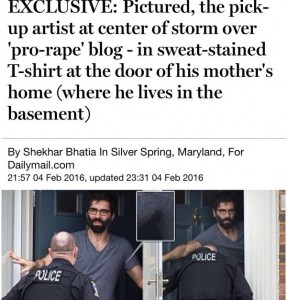 EXCLUSIVE: Pictured, the pick-
up artist at center of storm over
'pro-rape' blog - in sweat-stained
T-shirt at the door of his mother's
home (where he lives in the
basement)
By Shekhar Bhatia In Silver Spring, Maryland, For
Dailymail.com
21:57 04 Feb 2016, updated 23:31 04 Feb 2016
POLICE
POLICE